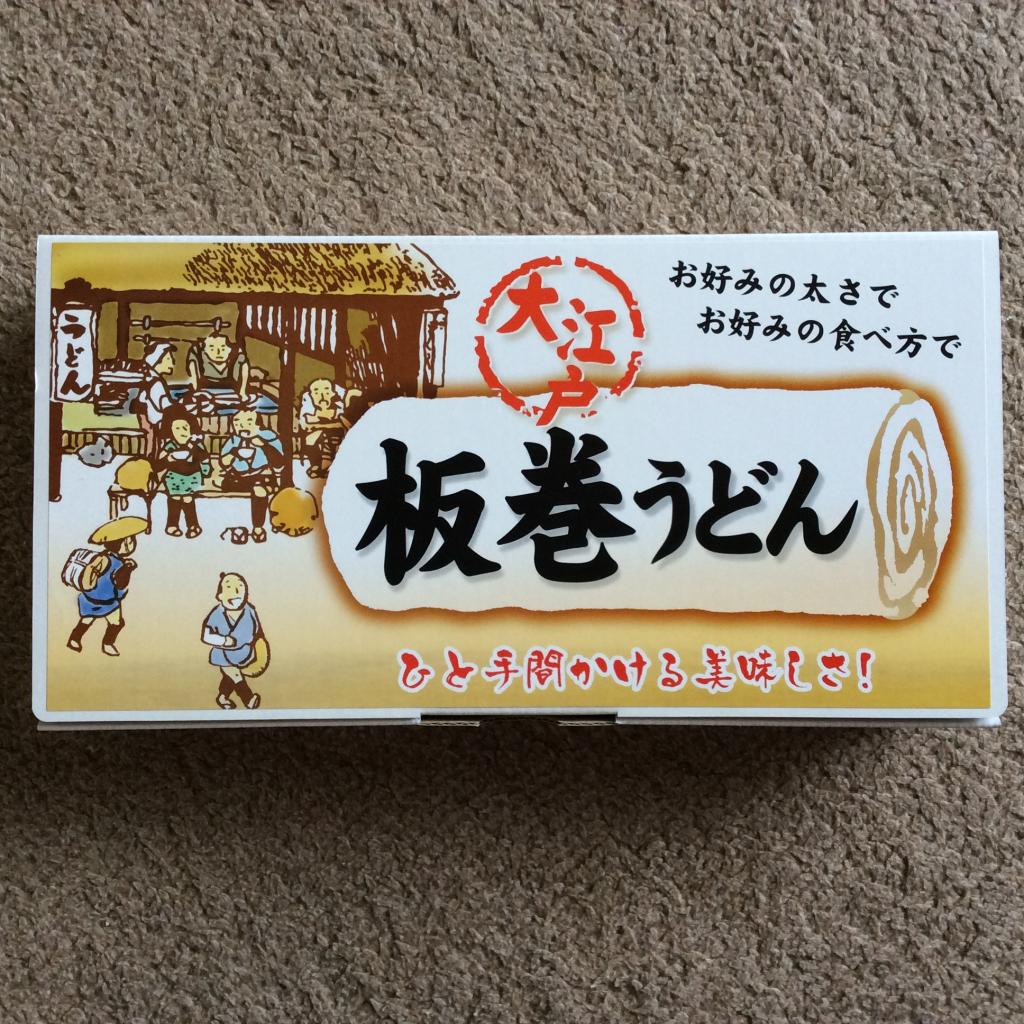 うどん
大江戸
お好みの太さで
お好みの食べ方で
板巻うどん
ひと手間かける美味しさ!